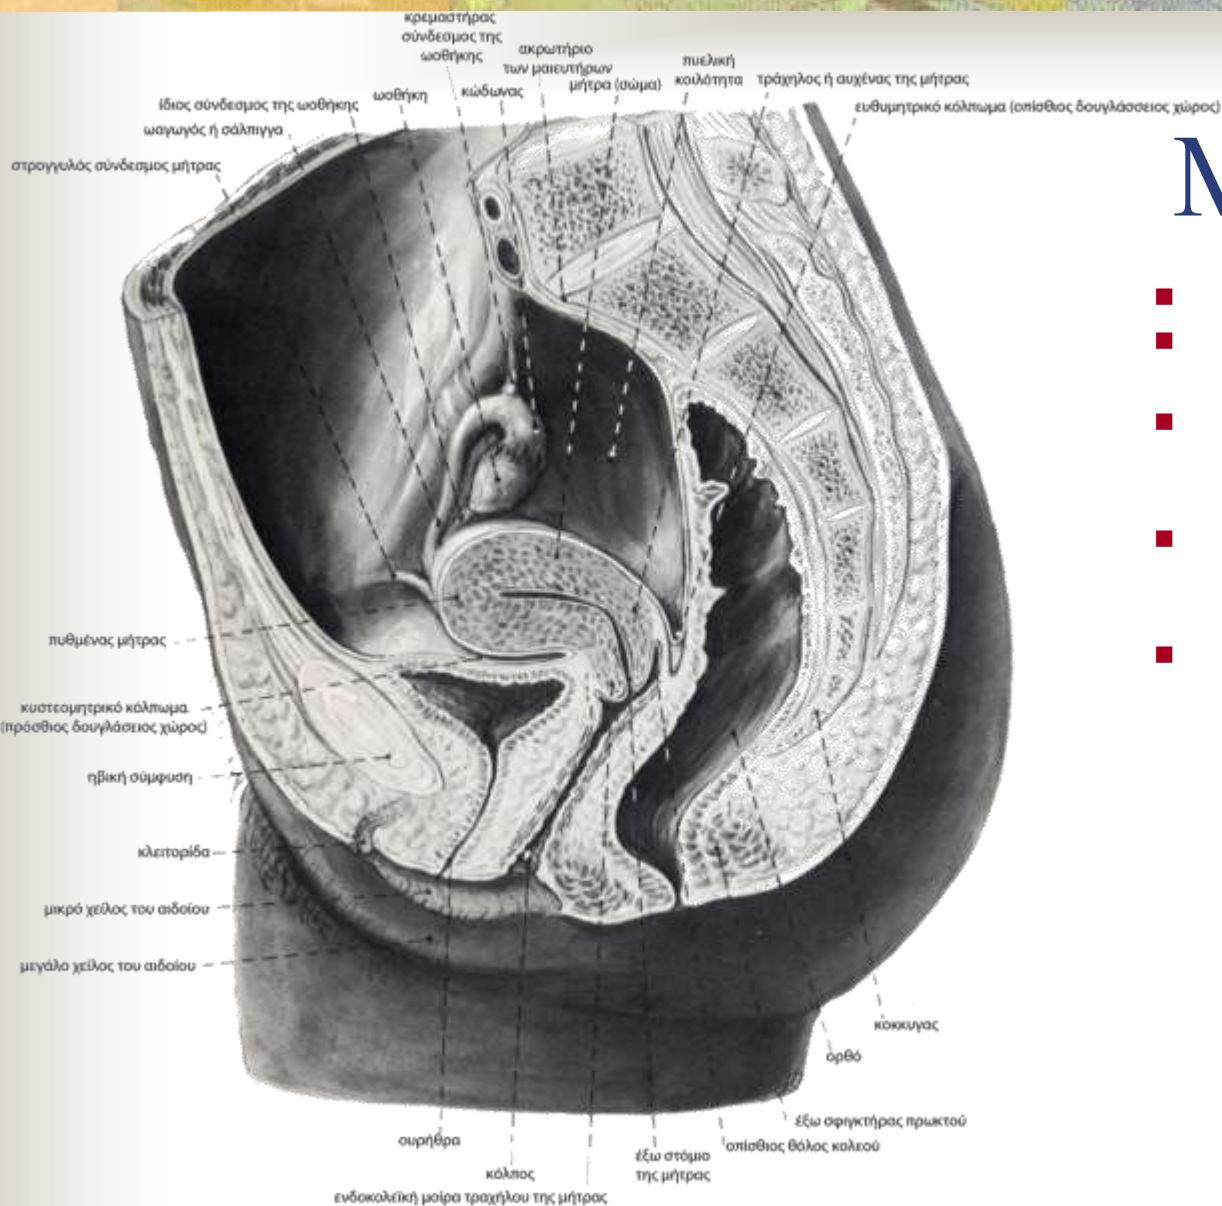 κρεμαστήρας
σύνδεσμος της
ωοθήκης
ακρωτήριο
των μαιευτήρων
πυελική
κοιλότητα
τράχηλος ή αυχένας της μήτρας
μήτρα (σώμα)
κώδωνας
ωοθήκη
ίδιος σύνδεσμος της ωοθήκης
ευθυμητρικό κόλπωμα (οπίσθιος δουγλάσσειος χώρος)
ωαγωγός ή σάλπιγγα
στρογγυλός σύνδεσμος μήτρας
Μ
πυθμένας μήτρας
κυστεομητρικό κόλπωμα
(πρόσθιος δουγλάσειος χώρος)
ηβική σύμφυση
κλειτορίδα
μικρό χείλος του αιδοίου
μεγάλο χείλος του αιδοίου
κοκκυγας
ορθό
έξω σφιγκτήρας πρωκτού
οπίσθιος θόλος κολεού
έξω στόμιο
της μήτρας
ουρήθρα
κόλπος
ενδοκολεϊκή μοίρα τραχήλου της μήτρας